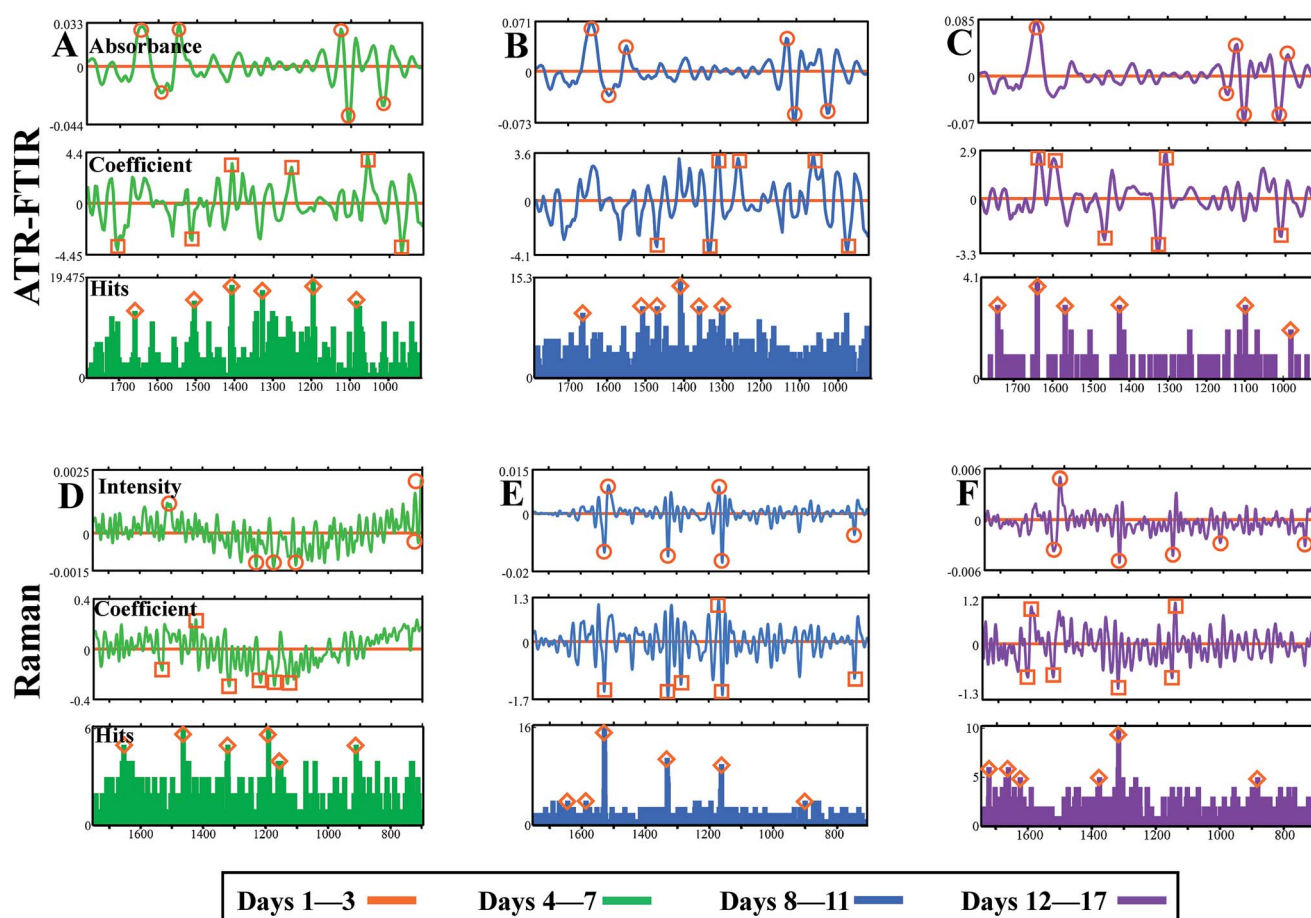 ATR-FTIR
A
Absorbance
0.033
0
-0.044
Coefficient
4.4
0
-4.45
Hits
19.475
0
1700 1600 1500 1400 1300 1200 1100 1000
B
0.071
0
-0.073
3.6
0
-4.1
15.3
0
1700 1600 1500 1400 1300 1200 1100 1000
C
0.085
0
-0.07
2.9
0
-3.3
4.1
0
1700 1600 1500 1400 1300 1200 1100 1000
Raman
D
Intensity
0.0025
0
-0.0015
Coefficient
0.4
0
-0.4
Hits
6
0
1600 1400 1200 1000 800
E
0.015
0
-0.02
1.3
0
-1.7
16
0
1600 1400 1200 1000 800
F
0.006
0
-0.006
1.2
0
-1.3
10
5
0
1600 1400 1200 1000 800
Days 1—3 Days 4—7 Days 8—11 Days 12—17